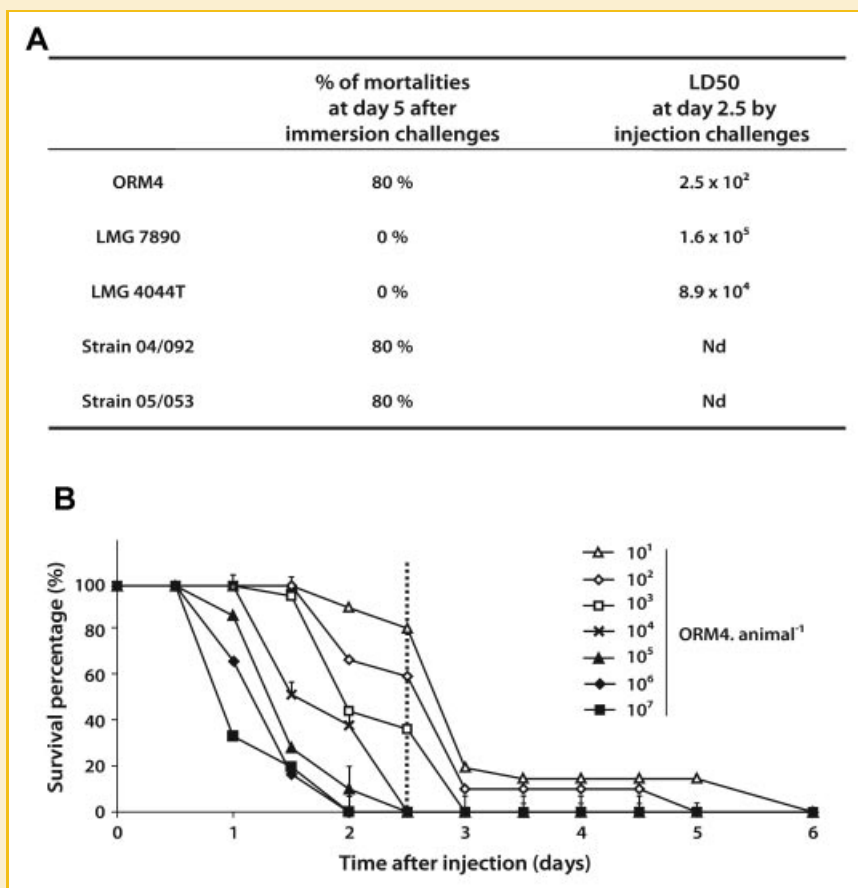 A
% of mortalities
at day 5 after
immersion challenges
LD50
at day 2.5 by
injection challenges
ORM4 80 % 2.5 x 10²
LMG 7890 0 % 1.6 x 10⁵
LMG 4044T 0 % 8.9 x 10⁴
Strain 04/092 80 % Nd
Strain 05/053 80 % Nd
B
Survival percentage (%)
100
80
60
40
20
0
0 1 2 3 4 5 6
Time after injection (days)
10¹
10²
10³
10⁴
10⁵
10⁶
10⁷
ORM4. animal⁻¹